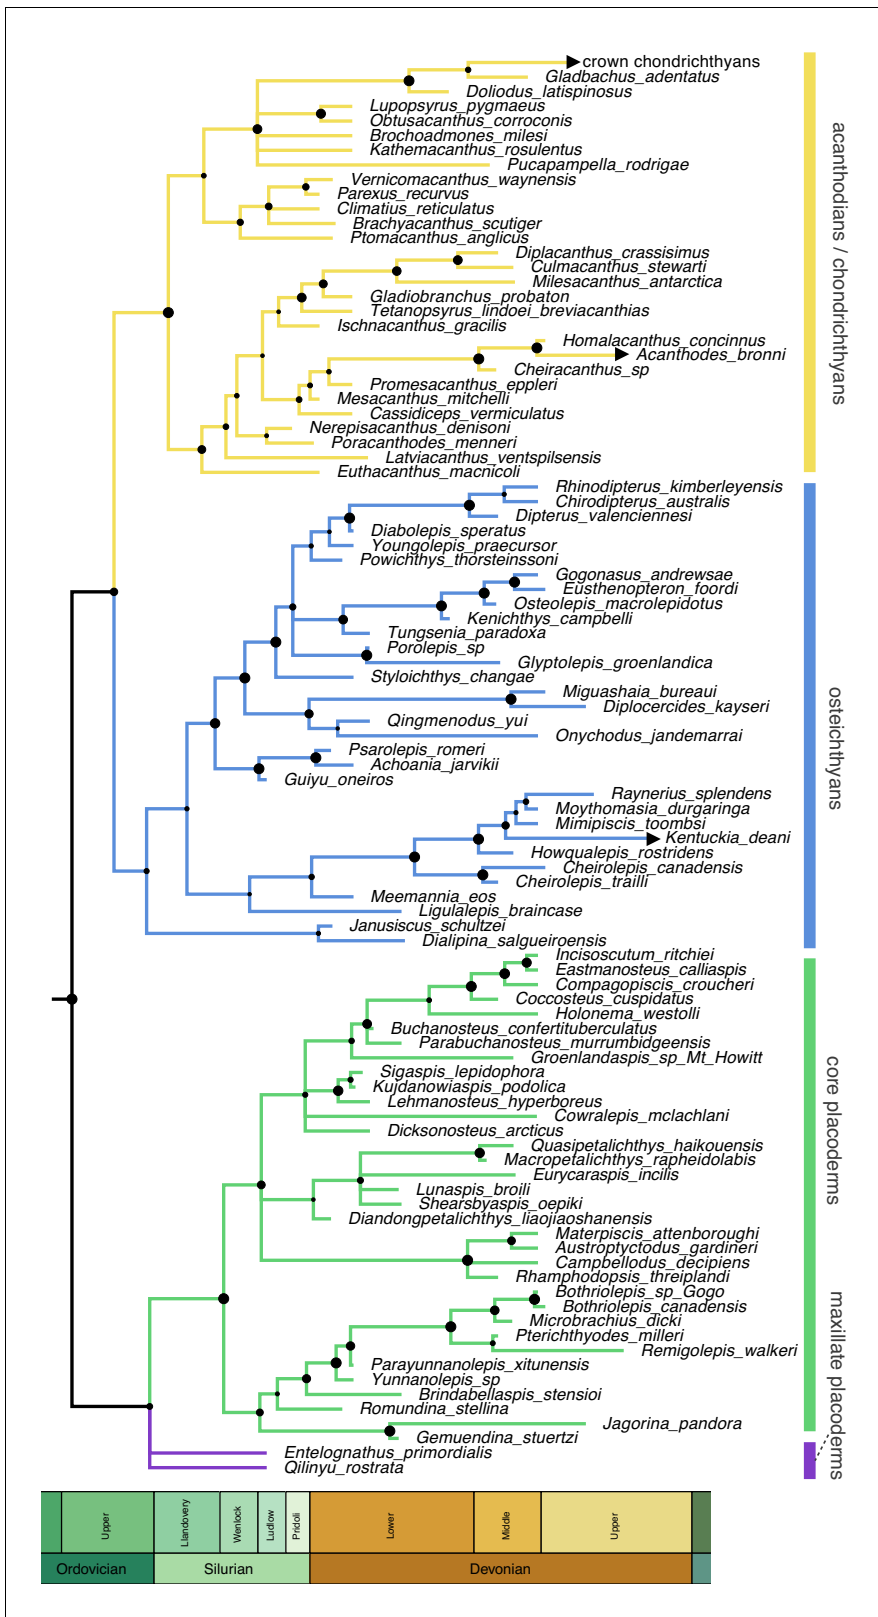 crown chondrichthyans
Gladbachus_adentatus
Doliodus_latispinosus
Lupopsyrus_pygmaeus
Obtusacanthus_corroconis
Brochoadmones_milesi
Kathemacanthus_rosulentus
Pucapampella_rodrigae
Vernicomacanthus_waynensis
Parexus_recurvus
Climatius_reticulatus
Brachyacanthus_scutiger
Ptomacanthus_anglicus
Diplacanthus_crassisimus
Culmacanthus_stewarti
Milesacanthus_antarctica
Gladiobranchus_probaton
Tetanopsyrus_lindoei_breviacanthias
Ischnacanthus_gracilis
Homalacanthus_concinnus
Acanthodes_bronni
Cheiracanthus_sp
Promesacanthus_eppleri
Mesacanthus_mitchelli
Cassidiceps_vermiculatus
Nerepisacanthus_denisoni
Poracanthodes_menneri
Latviacanthus_ventspilsensis
Euthacanthus_macnicoli
acanthodians / chondrichthyans
Rhinodipterus_kimberleyensis
Chirodipterus_australis
Dipterus_valenciennesi
Diabolepis_speratus
Youngolepis_praecursor
Powichthys_thorsteinssoni
Gogonasus_andrewsae
Eusthenopteron_foordi
Osteolepis_macrolepidotus
Kenichthys_campbelli
Tungsenia_paradoxa
Porolepis_sp
Glyptolepis_groenlandica
Styloichthys_changae
Miguashaia_bureaui
Diplocercides_kayseri
Qingmenodus_yui
Onychodus_jandemarrai
Psarolepis_romeri
Achoania_jarvikii
Guiyu_oneiros
Raynerius_splendens
Moythomasia_durgaringa
Mimipiscis_toombsi
Kentuckia_deani
Howqualepis_rostridens
Cheirolepis_canadensis
Cheirolepis_trailli
Meemannia_eos
Ligulalepis_braincase
Janusiscus_schultzei
Dialipina_salgueiroensis
osteichthyans
Incisoscutum_ritchiei
Eastmanosteus_calliaspis
Compagopiscis_croucheri
Coccosteus_cuspidatus
Holonema_westolli
Buchanosteus_confertituberculatus
Parabuchanosteus_murrumbidgeensis
Groenlandaspis_sp_Mt_Howitt
Sigaspis_lepidophora
Kujdanowiaspis_podolica
Lehmanosteus_hyperboreus
Cowralepis_mclachlani
Dicksonosteus_arcticus
Quasipetalichthys_haikouensis
Macropetalichthys_rapheidolabis
Eurycaraspis_incilis
Lunaspis_broili
Shearsbyaspis_oepiki
Diandongpetalichthys_liaojiaoshanensis
Materpiscis_attenboroughi
Austroptyctodus_gardineri
Campbellodus_decipiens
Rhamphodopsis_threiplandi
Bothriolepis_sp_Gogo
Bothriolepis_canadensis
Microbrachius_dicki
Pterichthyodes_milleri
Remigolepis_walkeri
Parayunnanolepis_xitunensis
Yunnanolepis_sp
Brindabellaspis_stensioi
Romundina_stellina
Jagorina_pandora
Gemuendina_stuertzi
core placoderms
Entelognathus_primordialis
Qilinyu_rostrata
maxillate placoderms
Upper
Llandovery
Wenlock
Ludlow
Pridoli
Lower
Middle
Upper
Ordovician
Silurian
Devonian